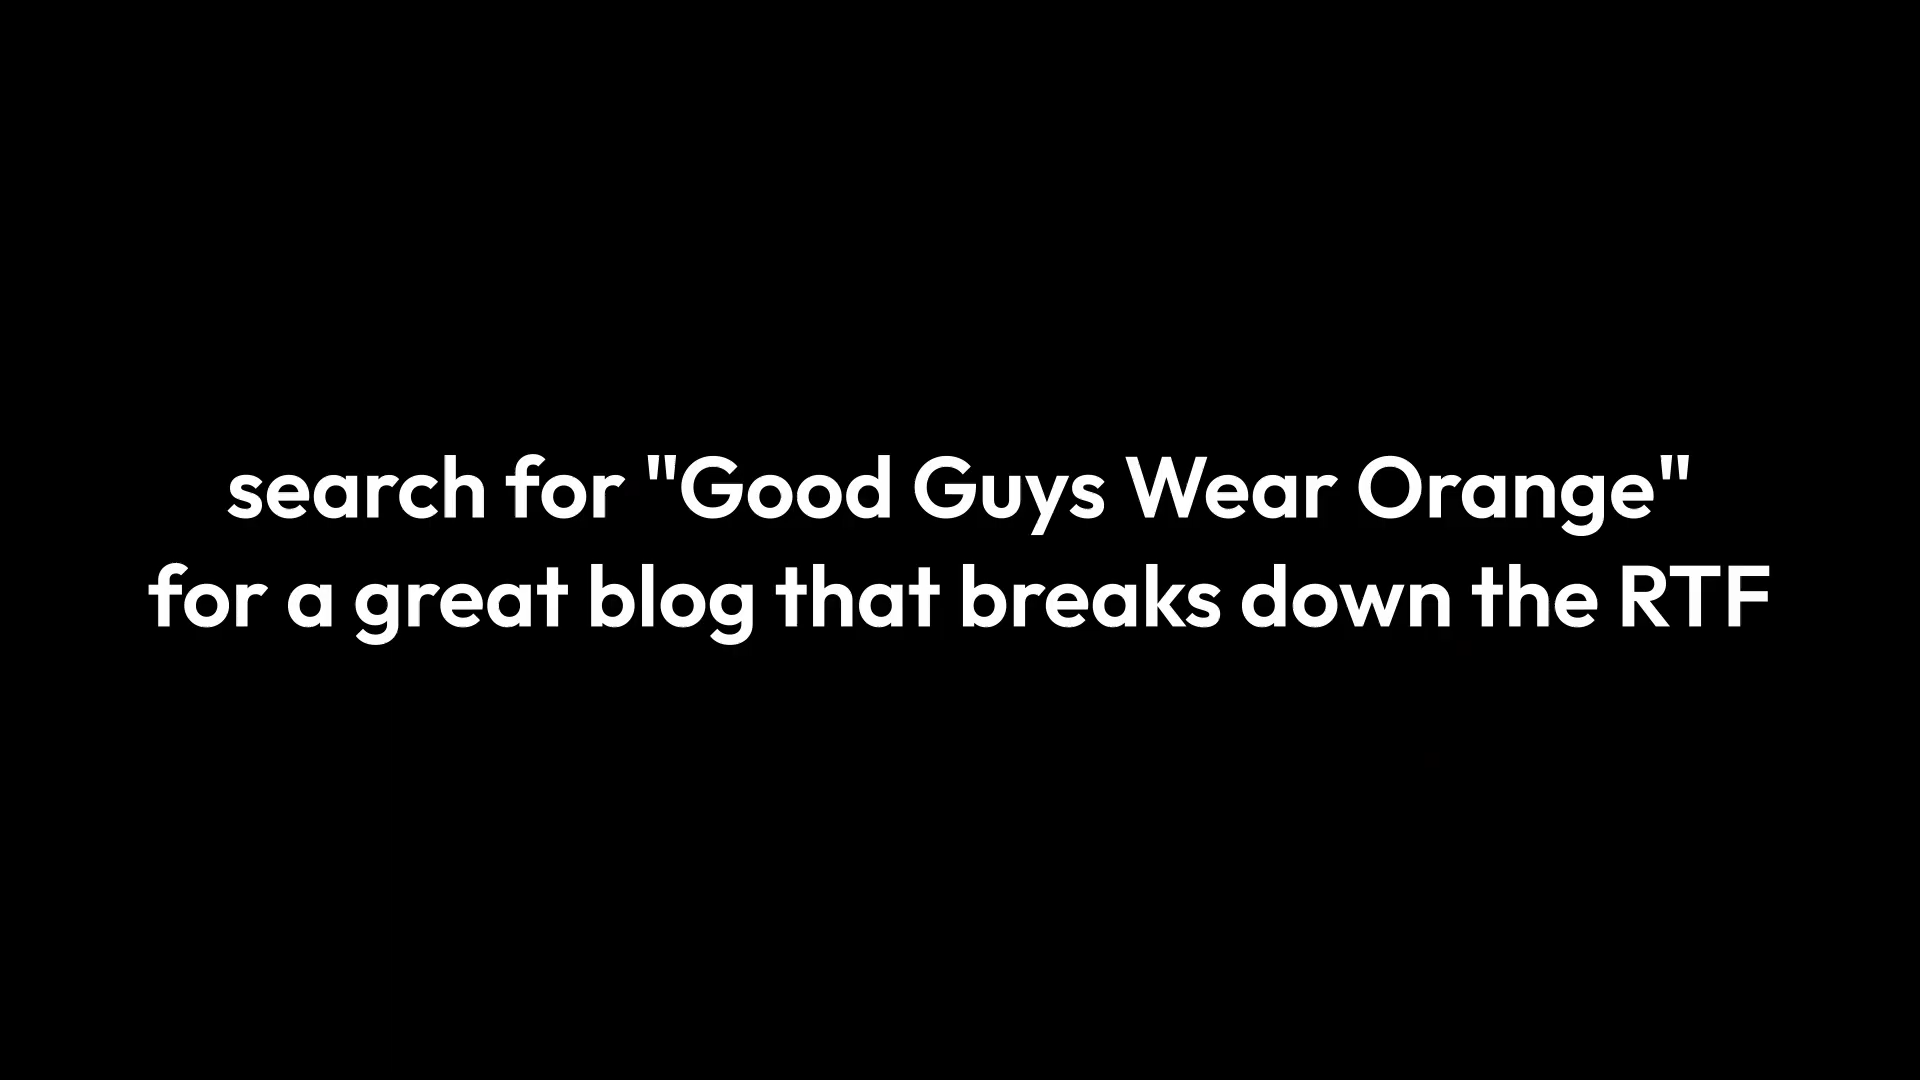 search for "Good Guys Wear Orange"
for a great blog that breaks down the RTF